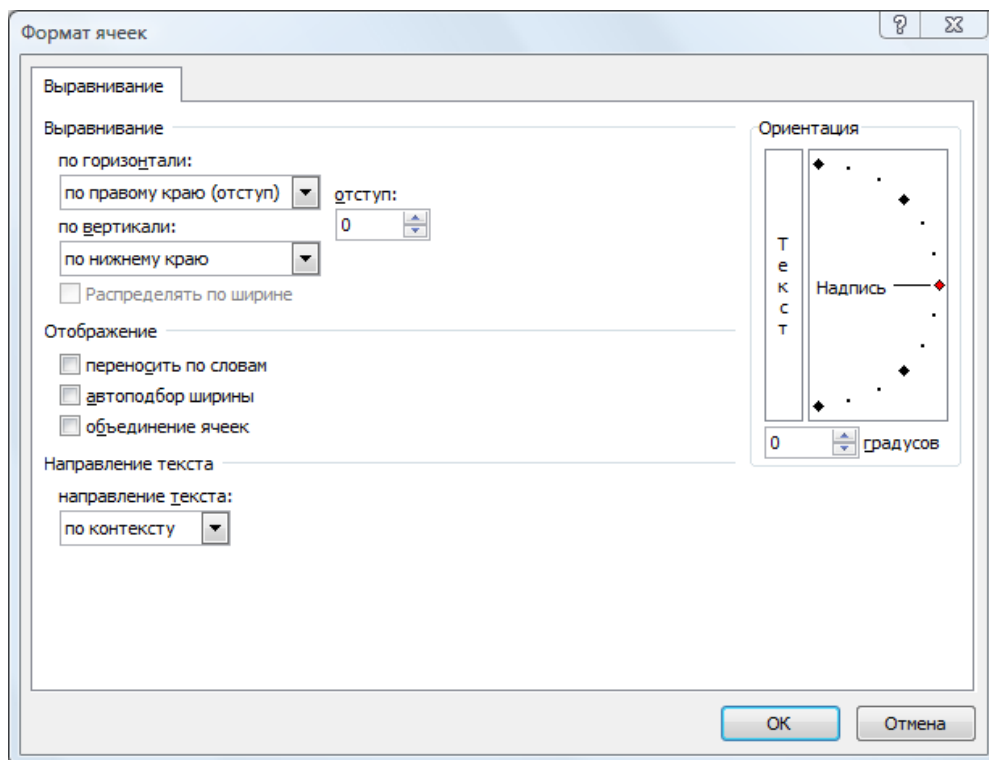 Формат ячеек
Выравнивание
Выравнивание
по горизонтали:
по правому краю (отступ)
отступ:
0
по вертикали:
по нижнему краю
Распределять по ширине
Отображение
переносить по словам
автоподбор ширины
объединение ячеек
Направление текста
направление текста:
по контексту
Ориентация
Текст
Надпись
0 градусов
ОК
Отмена